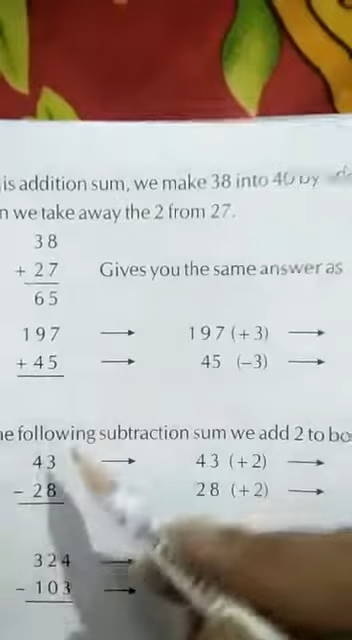 is addition sum, we make 38 into 40 by
we take away the 2 from 27.
38
+ 27 Gives you the same answer as
65
197 → 197 (+3) →
+ 45 → 45 (−3) →
following subtraction sum we add 2 to
43 → 43 (+2) →
− 28 28 (+2) →
324 →
− 103 →